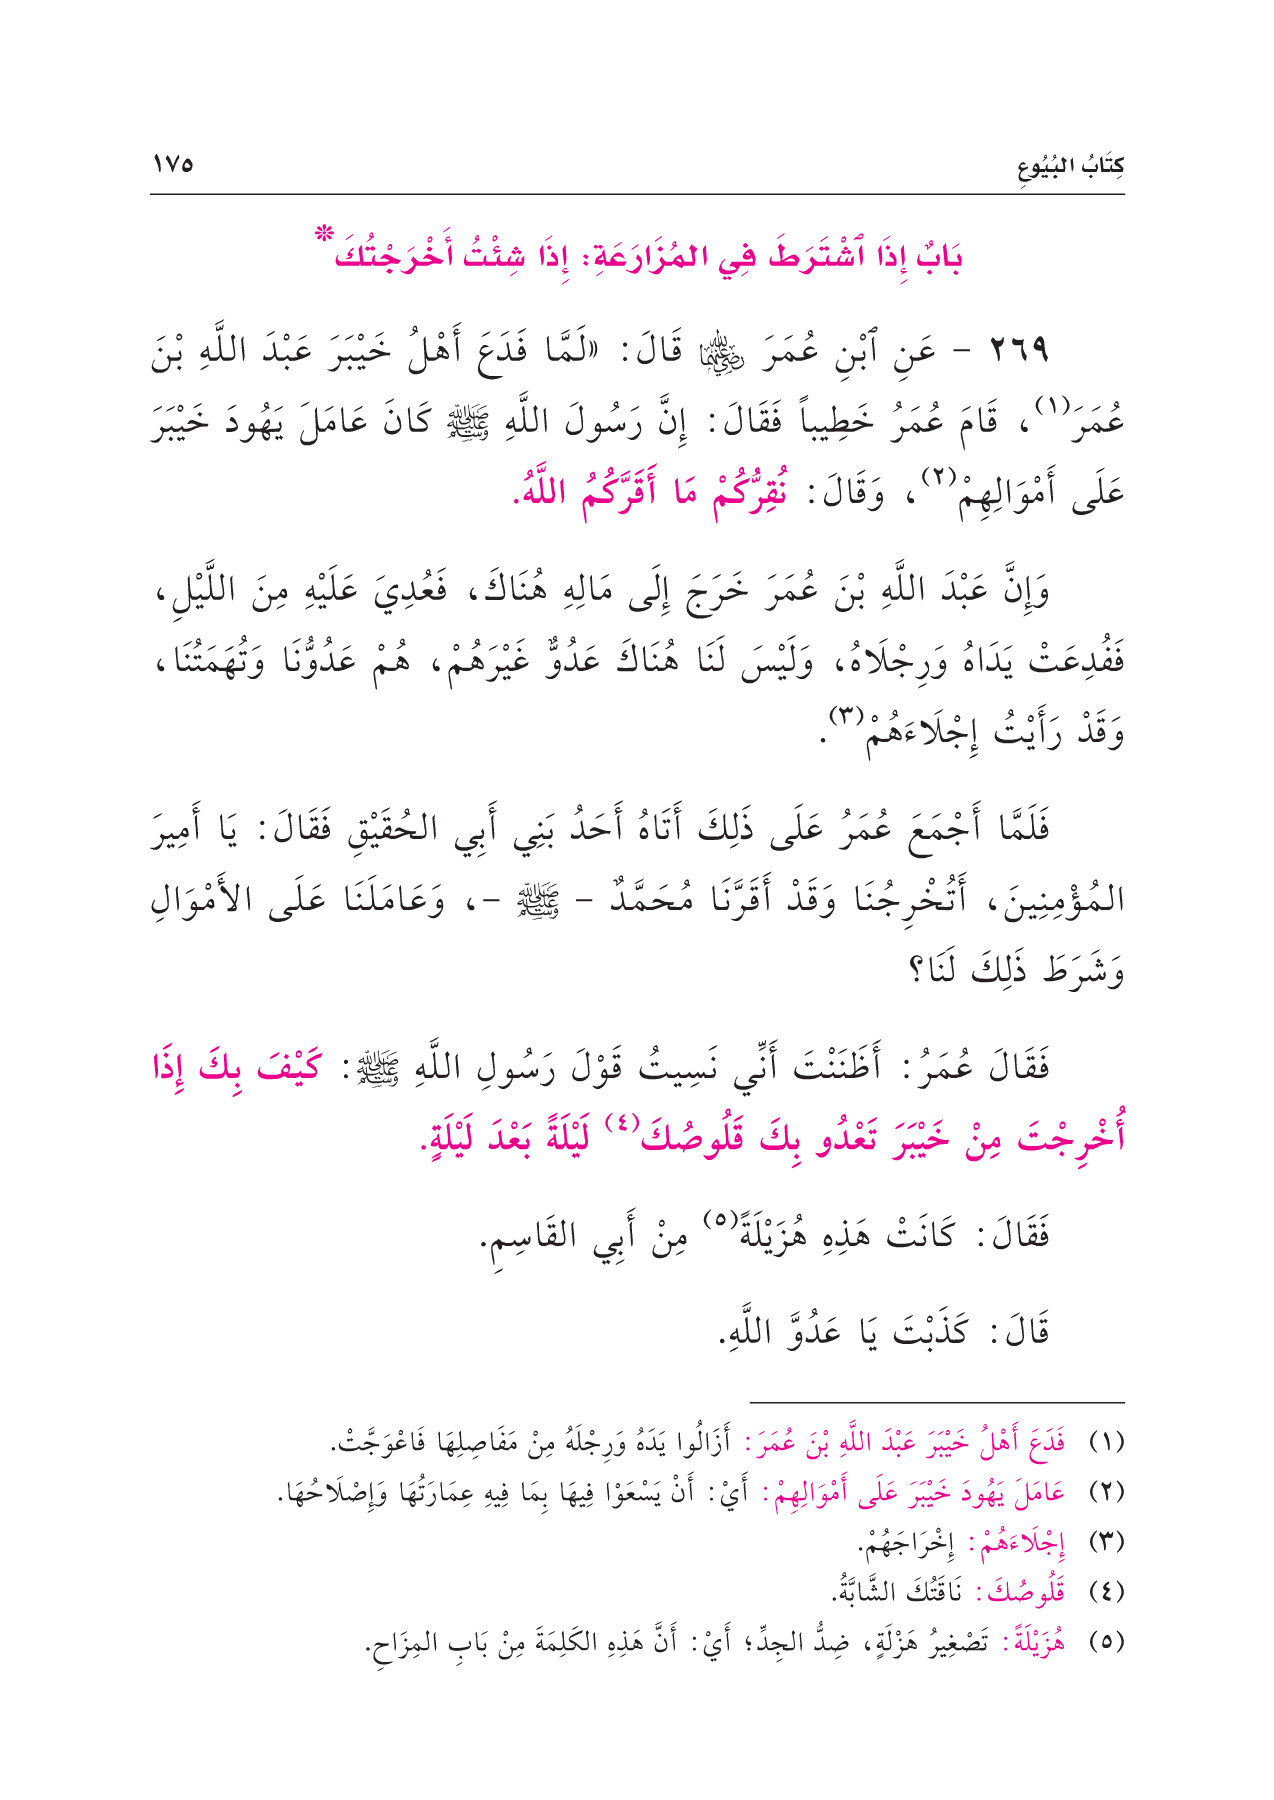 كِتَابُ البُيُوعِ ١٧٥
بَابٌ إِذَا ٱشْتَرَطَ فِي المُزَارَعَةِ: إِذَا شِئْتُ أَخْرَجْتُكَ*
٢٦٩ - عَنِ ٱبْنِ عُمَرَ رضي الله عنهما قَالَ: «لَمَّا فَدَعَ أَهْلُ خَيْبَرَ عَبْدَ اللَّهِ بْنَ
عُمَرَ(١)، قَامَ عُمَرُ خَطِيباً فَقَالَ: إِنَّ رَسُولَ اللَّهِ ﷺ كَانَ عَامَلَ يَهُودَ خَيْبَرَ
عَلَى أَمْوَالِهِمْ(٢)، وَقَالَ: نُقِرُّكُمْ مَا أَقَرَّكُمُ اللَّهُ.
وَإِنَّ عَبْدَ اللَّهِ بْنَ عُمَرَ خَرَجَ إِلَى مَالِهِ هُنَاكَ، فَعُدِيَ عَلَيْهِ مِنَ اللَّيْلِ،
فَفُدِعَتْ يَدَاهُ وَرِجْلَاهُ، وَلَيْسَ لَنَا هُنَاكَ عَدُوٌّ غَيْرَهُمْ، هُمْ عَدُوُّنَا وَتُهَمَتُنَا،
وَقَدْ رَأَيْتُ إِجْلَاءَهُمْ(٣).
فَلَمَّا أَجْمَعَ عُمَرُ عَلَى ذَلِكَ أَتَاهُ أَحَدُ بَنِي أَبِي الحُقَيْقِ فَقَالَ: يَا أَمِيرَ
المُؤْمِنِينَ، أَتُخْرِجُنَا وَقَدْ أَقَرَّنَا مُحَمَّدٌ - ﷺ -، وَعَامَلَنَا عَلَى الأَمْوَالِ
وَشَرَطَ ذَلِكَ لَنَا؟
فَقَالَ عُمَرُ: أَظَنَنْتَ أَنِّي نَسِيتُ قَوْلَ رَسُولِ اللَّهِ ﷺ: كَيْفَ بِكَ إِذَا
أُخْرِجْتَ مِنْ خَيْبَرَ تَعْدُو بِكَ قَلُوصُكَ(٤) لَيْلَةً بَعْدَ لَيْلَةٍ.
فَقَالَ: كَانَتْ هَذِهِ هُزَيْلَةً(٥) مِنْ أَبِي القَاسِمِ.
قَالَ: كَذَبْتَ يَا عَدُوَّ اللَّهِ.
(١) فَدَعَ أَهْلُ خَيْبَرَ عَبْدَ اللَّهِ بْنَ عُمَرَ: أَزَالُوا يَدَهُ وَرِجْلَهُ مِنْ مَفَاصِلِهَا فَاعْوَجَّتْ.
(٢) عَامَلَ يَهُودَ خَيْبَرَ عَلَى أَمْوَالِهِمْ: أَيْ: أَنْ يَسْعَوْا فِيهَا بِمَا فِيهِ عِمَارَتُهَا وَإِصْلَاحُهَا.
(٣) إِجْلَاءَهُمْ: إِخْرَاجَهُمْ.
(٤) قَلُوصُكَ: نَاقَتُكَ الشَّابَّةُ.
(٥) هُزَيْلَةً: تَصْغِيرُ هَزْلَةٍ، ضِدُّ الجِدِّ؛ أَيْ: أَنَّ هَذِهِ الكَلِمَةَ مِنْ بَابِ المِزَاحِ.